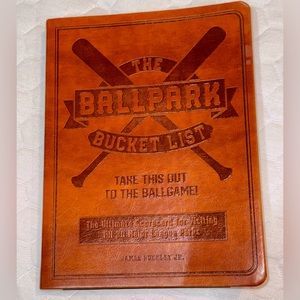 THE
BALLPARK
BUCKET LIST
TAKE THIS OUT
TO THE BALLGAME!
The Ultimate Scorecard for Visiting
All 30 Major League Parks
JAMES BUCKLEY JR.